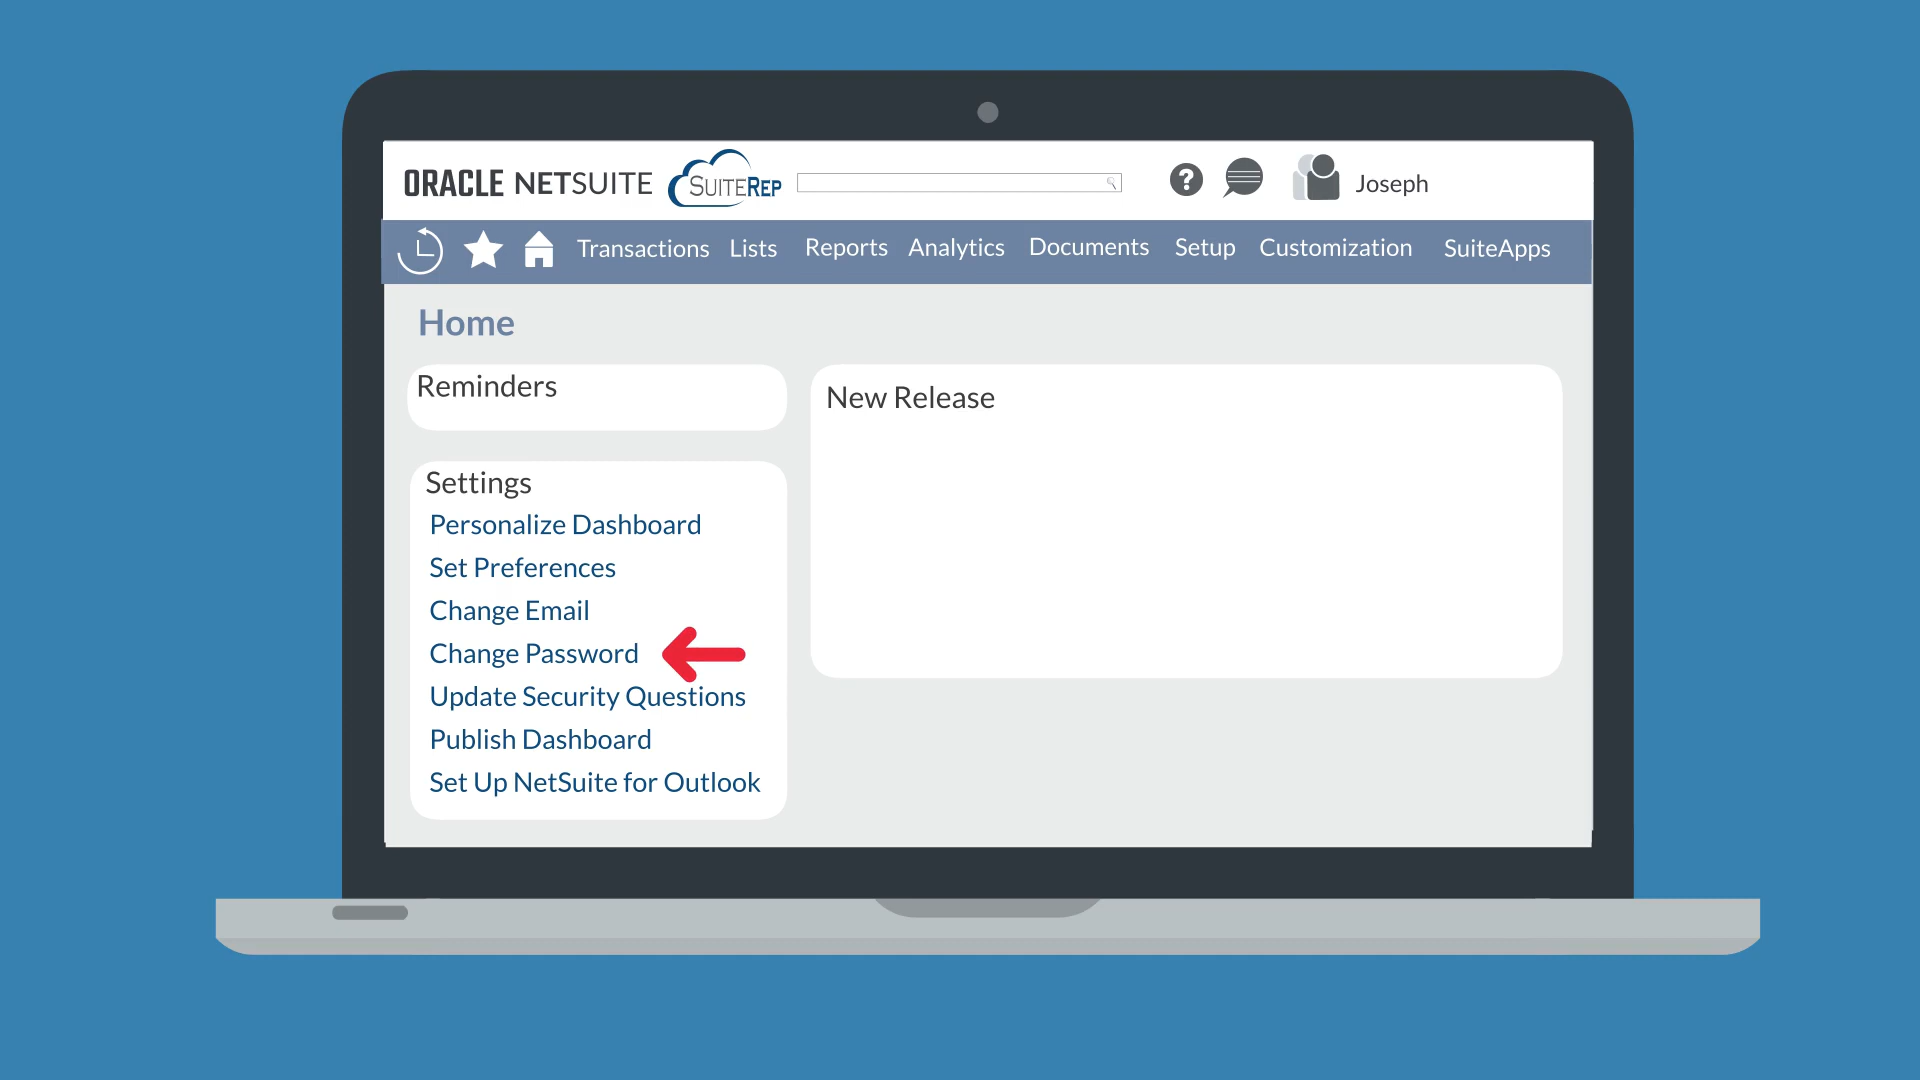 ORACLE NETSUITE SUITEREP ? Joseph
Transactions Lists Reports Analytics Documents Setup Customization SuiteApps
Home
Reminders
New Release
Settings
Personalize Dashboard
Set Preferences
Change Email
Change Password
Update Security Questions
Publish Dashboard
Set Up NetSuite for Outlook